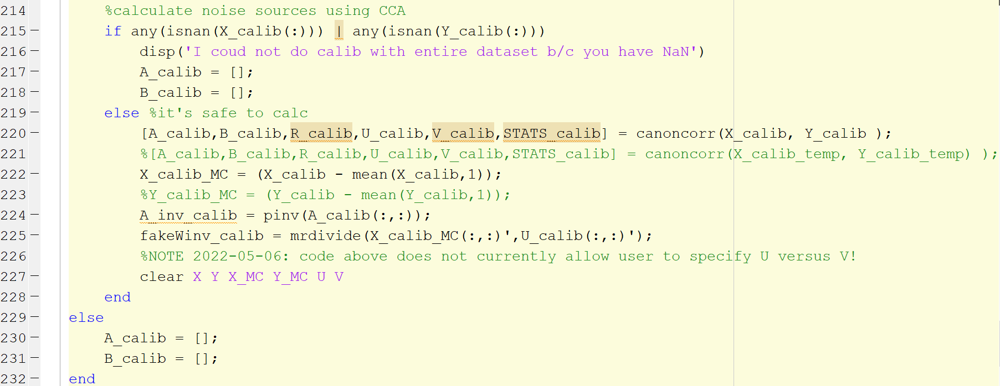 214 %calculate noise sources using CCA
215 if any(isnan(X_calib(:))) | any(isnan(Y_calib(:)))
216 disp('I coud not do calib with entire dataset b/c you have NaN')
217 A_calib = [];
218 B_calib = [];
219 else %it's safe to calc
220 [A_calib,B_calib,R_calib,U_calib,V_calib,STATS_calib] = canoncorr(X_calib, Y_calib );
221 %[A_calib,B_calib,R_calib,U_calib,V_calib,STATS_calib] = canoncorr(X_calib_temp, Y_calib_temp) );
222 X_calib_MC = (X_calib - mean(X_calib,1));
223 %Y_calib_MC = (Y_calib - mean(Y_calib,1));
224 A_inv_calib = pinv(A_calib(:,:));
225 fakeWinv_calib = mrdivide(X_calib_MC(:,:)',U_calib(:,:)');
226 %NOTE 2022-05-06: code above does not currently allow user to specify U versus V!
227 clear X Y X_MC Y_MC U V
228 end
229 else
230 A_calib = [];
231 B_calib = [];
232 end